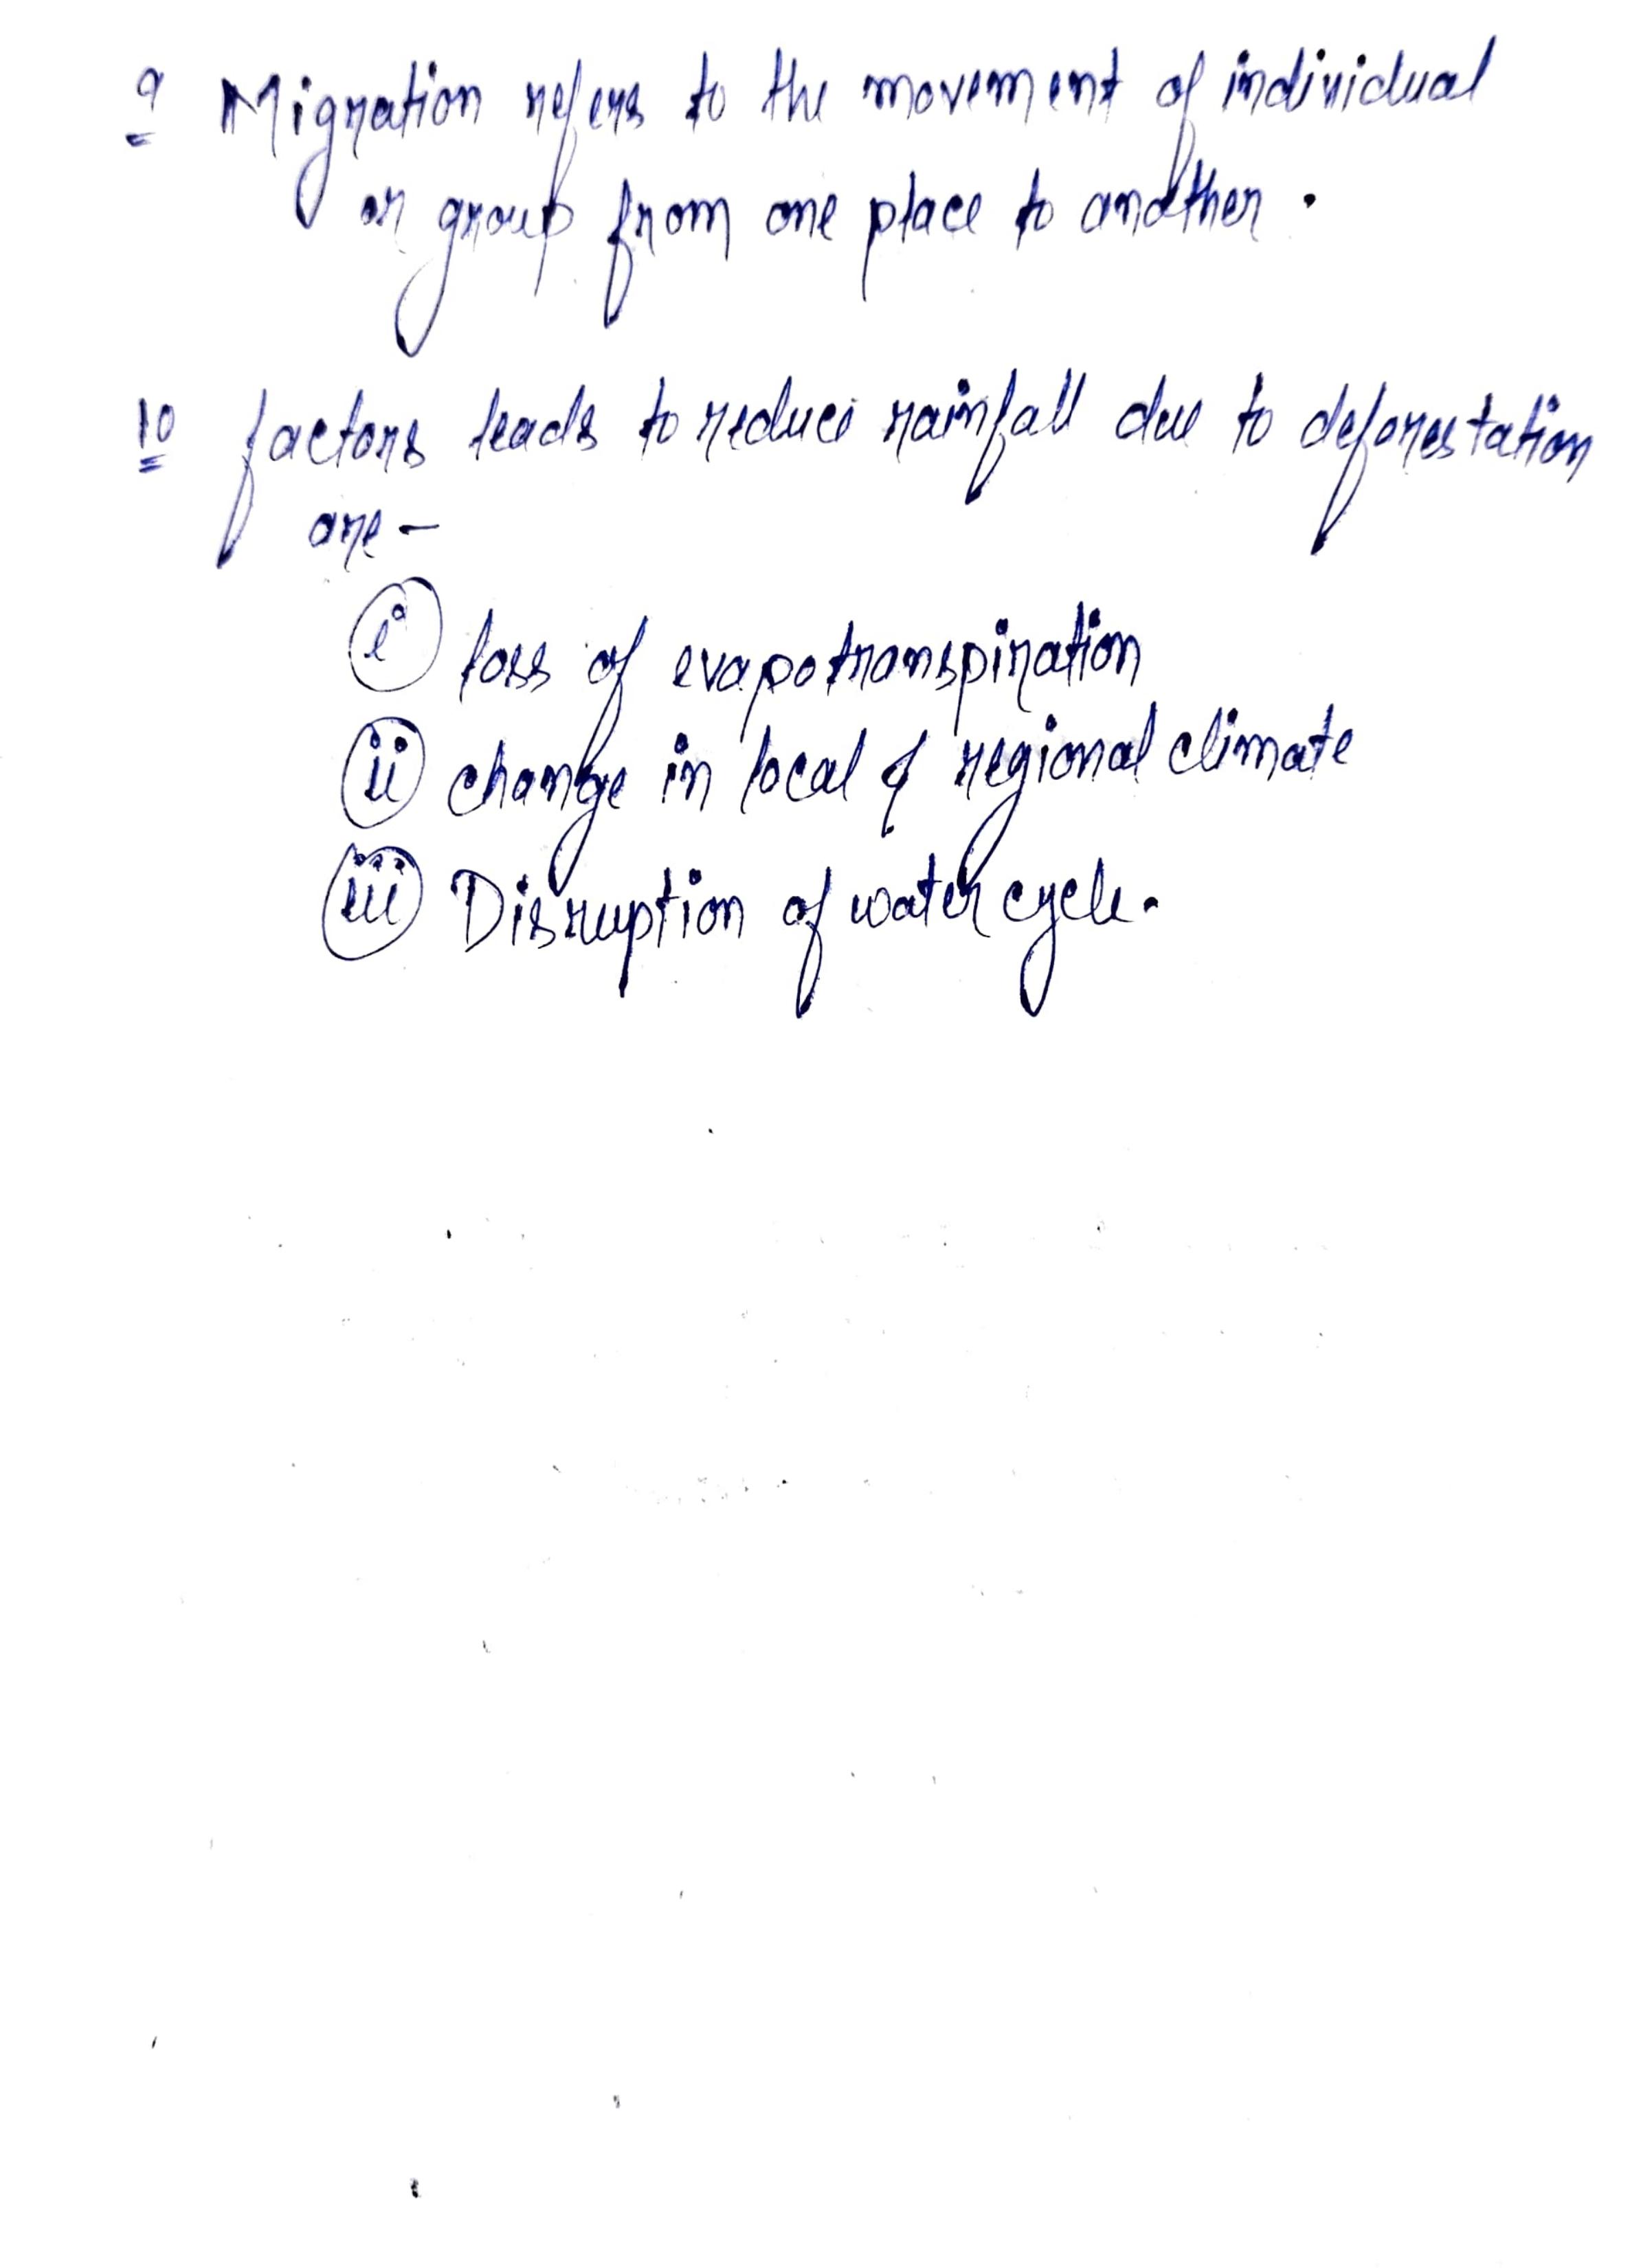 9 Migration refers to the movement of individual
or group from one place to another.
10 factors leads to reduce rainfall due to deforestation
are -
(i) loss of evapotranspiration
(ii) change in local & regional climate
(iii) Disruption of water cycle.